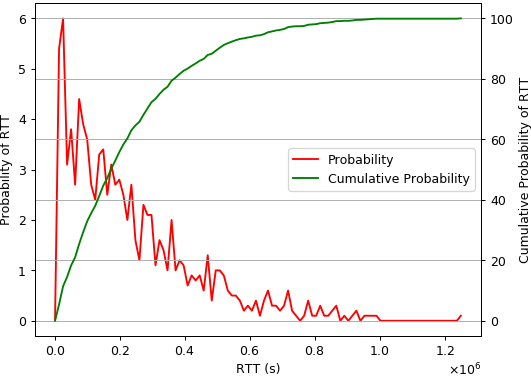 6
5
4
3
2
1
0
Probability of RTT
100
80
60
40
20
0
Cumulative Probability of RTT
Probability
Cumulative Probability
0.0 0.2 0.4 0.6 0.8 1.0 1.2
RTT (s)
×10⁶